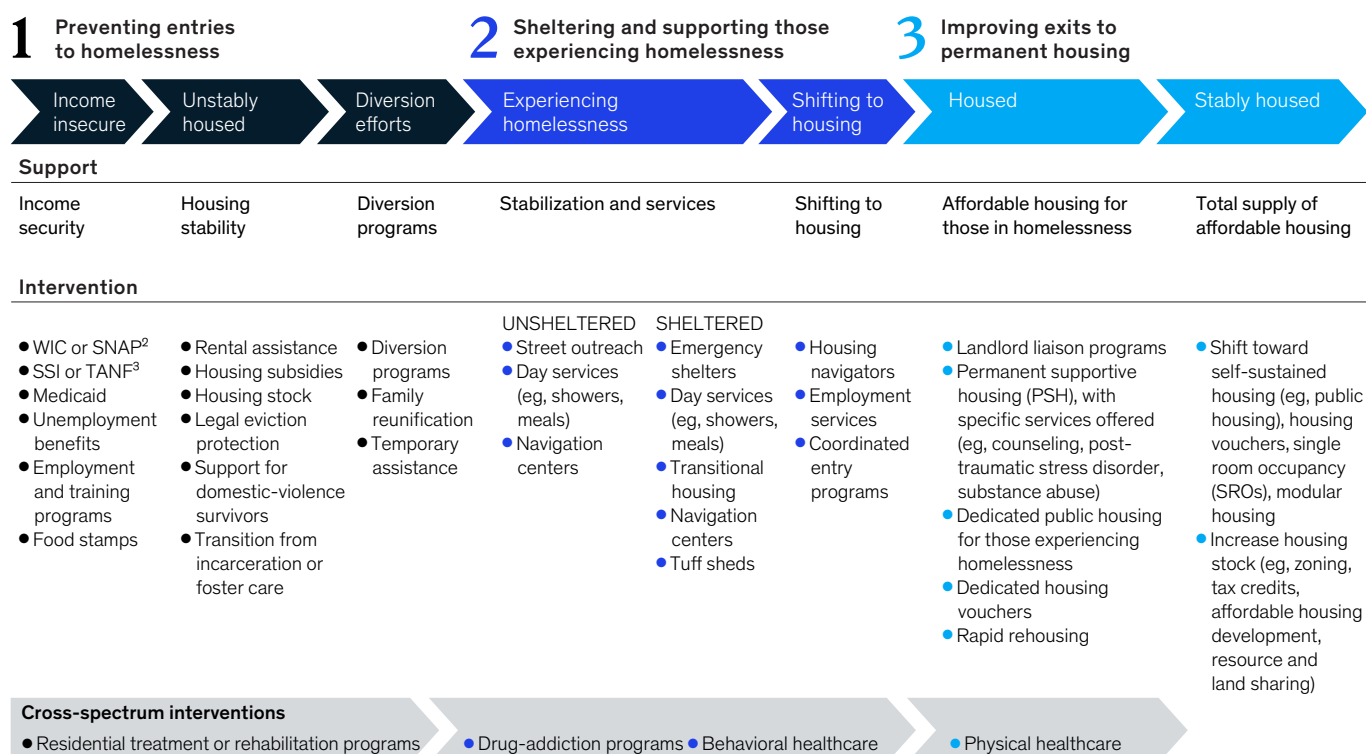 1 Preventing entries
to homelessness
2 Sheltering and supporting those
experiencing homelessness
3 Improving exits to
permanent housing
Income
insecure
Unstably
housed
Diversion
efforts
Experiencing
homelessness
Shifting to
housing
Housed
Stably housed
Support
Income
security
Housing
stability
Diversion
programs
Stabilization and services
Shifting to
housing
Affordable housing for
those in homelessness
Total supply of
affordable housing
Intervention
● WIC or SNAP²
● SSI or TANF³
● Medicaid
● Unemployment
benefits
● Employment
and training
programs
● Food stamps
● Rental assistance
● Housing subsidies
● Housing stock
● Legal eviction
protection
● Support for
domestic-violence
survivors
● Transition from
incarceration or
foster care
● Diversion
programs
● Family
reunification
● Temporary
assistance
UNSHELTERED
● Street outreach
● Day services
(eg, showers,
meals)
● Navigation
centers
SHELTERED
● Emergency
shelters
● Day services
(eg, showers,
meals)
● Transitional
housing
● Navigation
centers
● Tuff sheds
● Housing
navigators
● Employment
services
● Coordinated
entry
programs
● Landlord liaison programs
● Permanent supportive
housing (PSH), with
specific services offered
(eg, counseling, post-
traumatic stress disorder,
substance abuse)
● Dedicated public housing
for those experiencing
homelessness
● Dedicated housing
vouchers
● Rapid rehousing
● Shift toward
self-sustained
housing (eg, public
housing), housing
vouchers, single
room occupancy
(SROs), modular
housing
● Increase housing
stock (eg, zoning,
tax credits,
affordable housing
development,
resource and
land sharing)
Cross-spectrum interventions
● Residential treatment or rehabilitation programs
● Drug-addiction programs ● Behavioral healthcare
● Physical healthcare